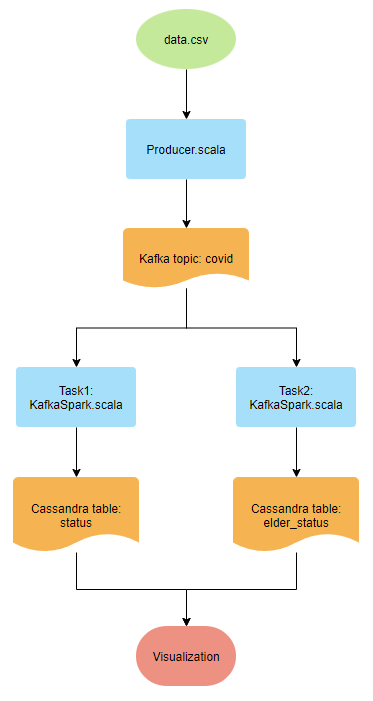 data.csv
Producer.scala
Kafka topic: covid
Task1:
KafkaSpark.scala
Task2:
KafkaSpark.scala
Cassandra table:
status
Cassandra table:
elder_status
Visualization